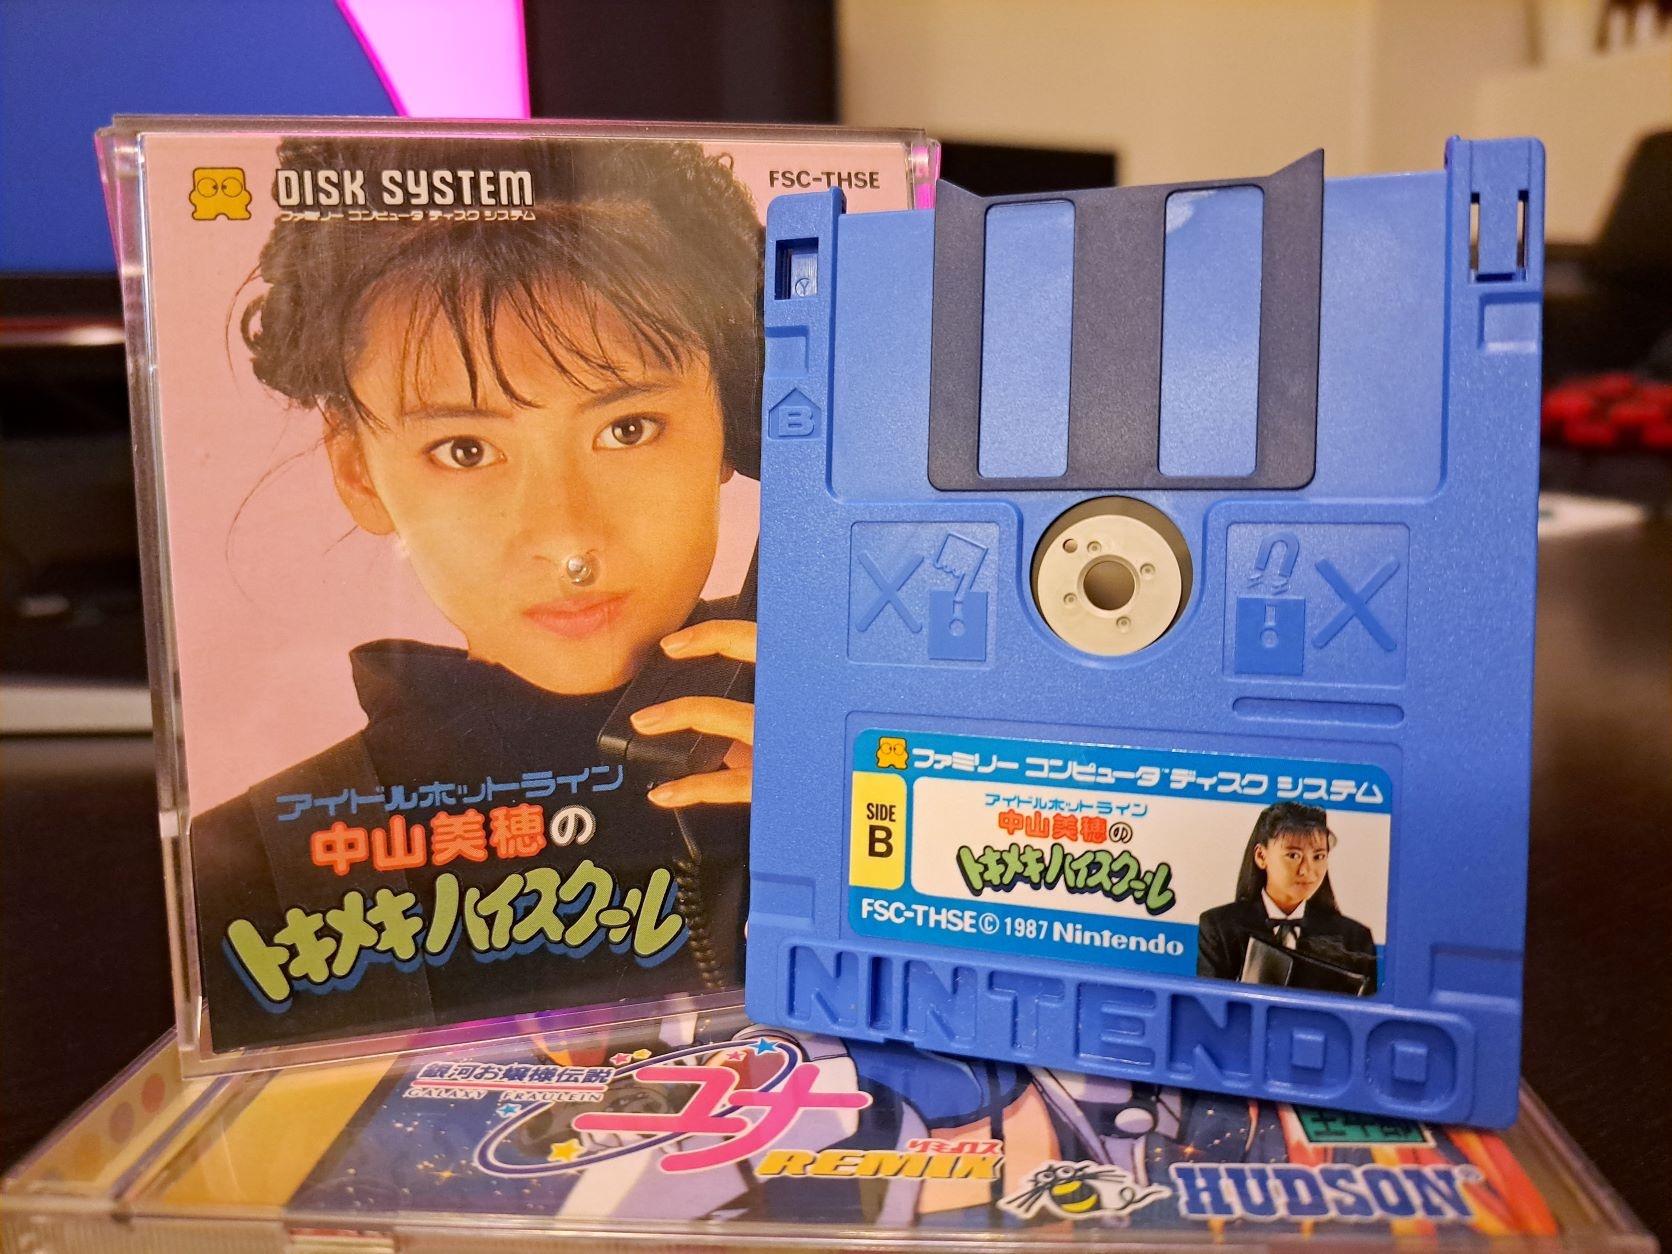 DISK SYSTEM
ファミリー コンピュータ ディスク システム
FSC-THSE
アイドルホットライン
中山美穂の
トキメキハイスクール
B
ファミリー コンピュータ™ ディスク システム
SIDE
B
アイドルホットライン
中山美穂の
トキメキハイスクール
FSC-THSE © 1987 Nintendo
NINTENDO
銀河お嬢様伝説
GALAXY FRAULEIN
ユナ
REMIX
HUDSON®